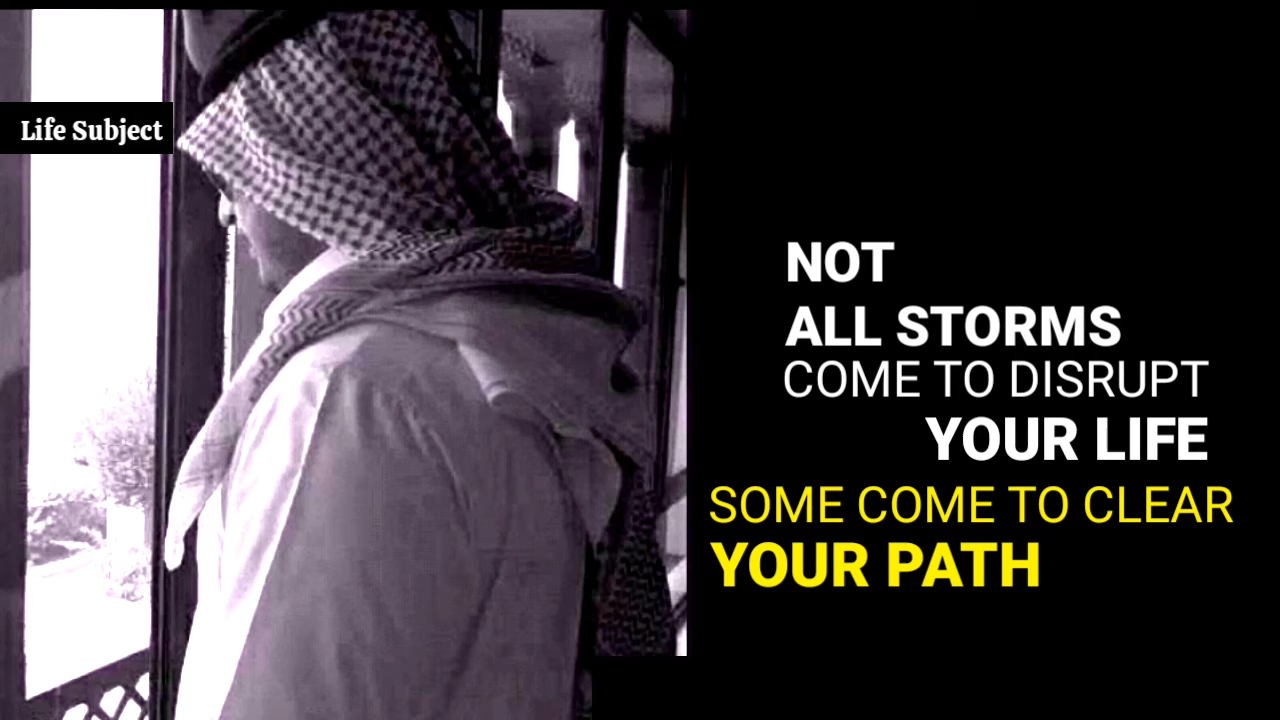 Life Subject
NOT
ALL STORMS
COME TO DISRUPT
YOUR LIFE
SOME COME TO CLEAR
YOUR PATH